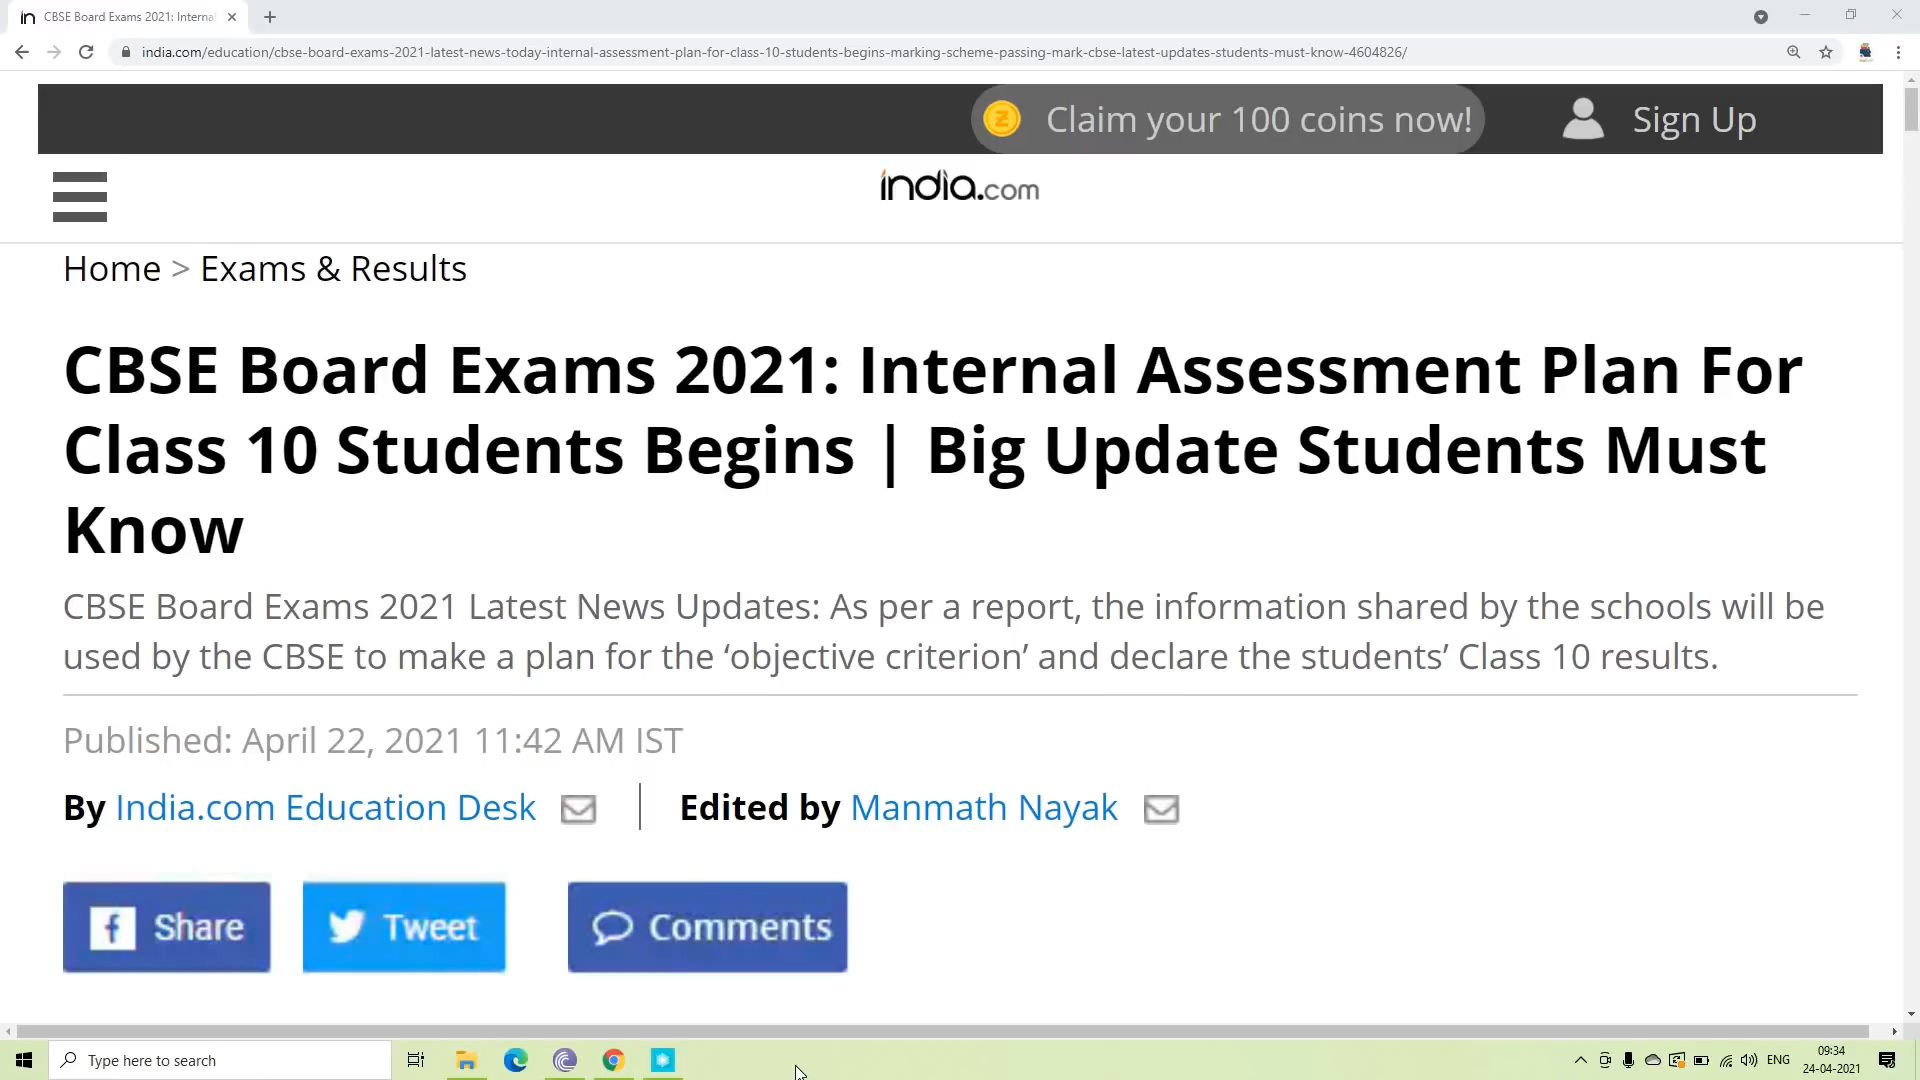 CBSE Board Exams 2021: Interna
india.com/education/cbse-board-exams-2021-latest-news-today-internal-assessment-plan-for-class-10-students-begins-marking-scheme-passing-mark-cbse-latest-updates-students-must-know-4604826/
Claim your 100 coins now!
Sign Up
india.com
Home > Exams & Results
CBSE Board Exams 2021: Internal Assessment Plan For
Class 10 Students Begins | Big Update Students Must
Know
CBSE Board Exams 2021 Latest News Updates: As per a report, the information shared by the schools will be
used by the CBSE to make a plan for the ‘objective criterion’ and declare the students’ Class 10 results.
Published: April 22, 2021 11:42 AM IST
By India.com Education Desk | Edited by Manmath Nayak
Share
Tweet
Comments
Type here to search
ENG
09:34
24-04-2021